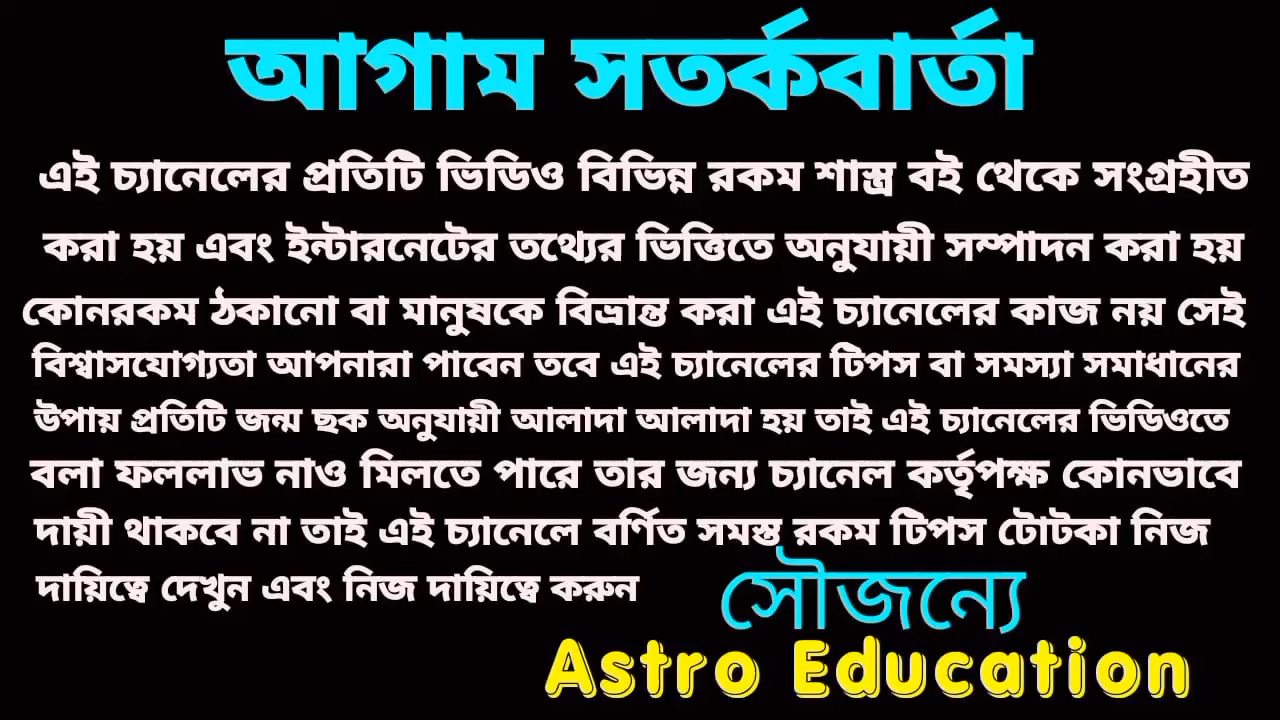 আগাম সতর্কবার্তা
এই চ্যানেলের প্রতিটি ভিডিও বিভিন্ন রকম শাস্ত্র বই থেকে সংগ্রহীত
করা হয় এবং ইন্টারনেটের তথ্যের ভিত্তিতে অনুযায়ী সম্পাদন করা হয়
কোনরকম ঠকানো বা মানুষকে বিভ্রান্ত করা এই চ্যানেলের কাজ নয় সেই
বিশ্বাসযোগ্যতা আপনারা পাবেন তবে এই চ্যানেলের টিপস বা সমস্যা সমাধানের
উপায় প্রতিটি জন্ম ছক অনুযায়ী আলাদা আলাদা হয় তাই এই চ্যানেলের ভিডিওতে
বলা ফললাভ নাও মিলতে পারে তার জন্য চ্যানেল কর্তৃপক্ষ কোনভাবে
দায়ী থাকবে না তাই এই চ্যানেলে বর্ণিত সমস্ত রকম টিপস টোটকা নিজ
দায়িত্বে দেখুন এবং নিজ দায়িত্বে করুন
সৌজন্যে
Astro Education